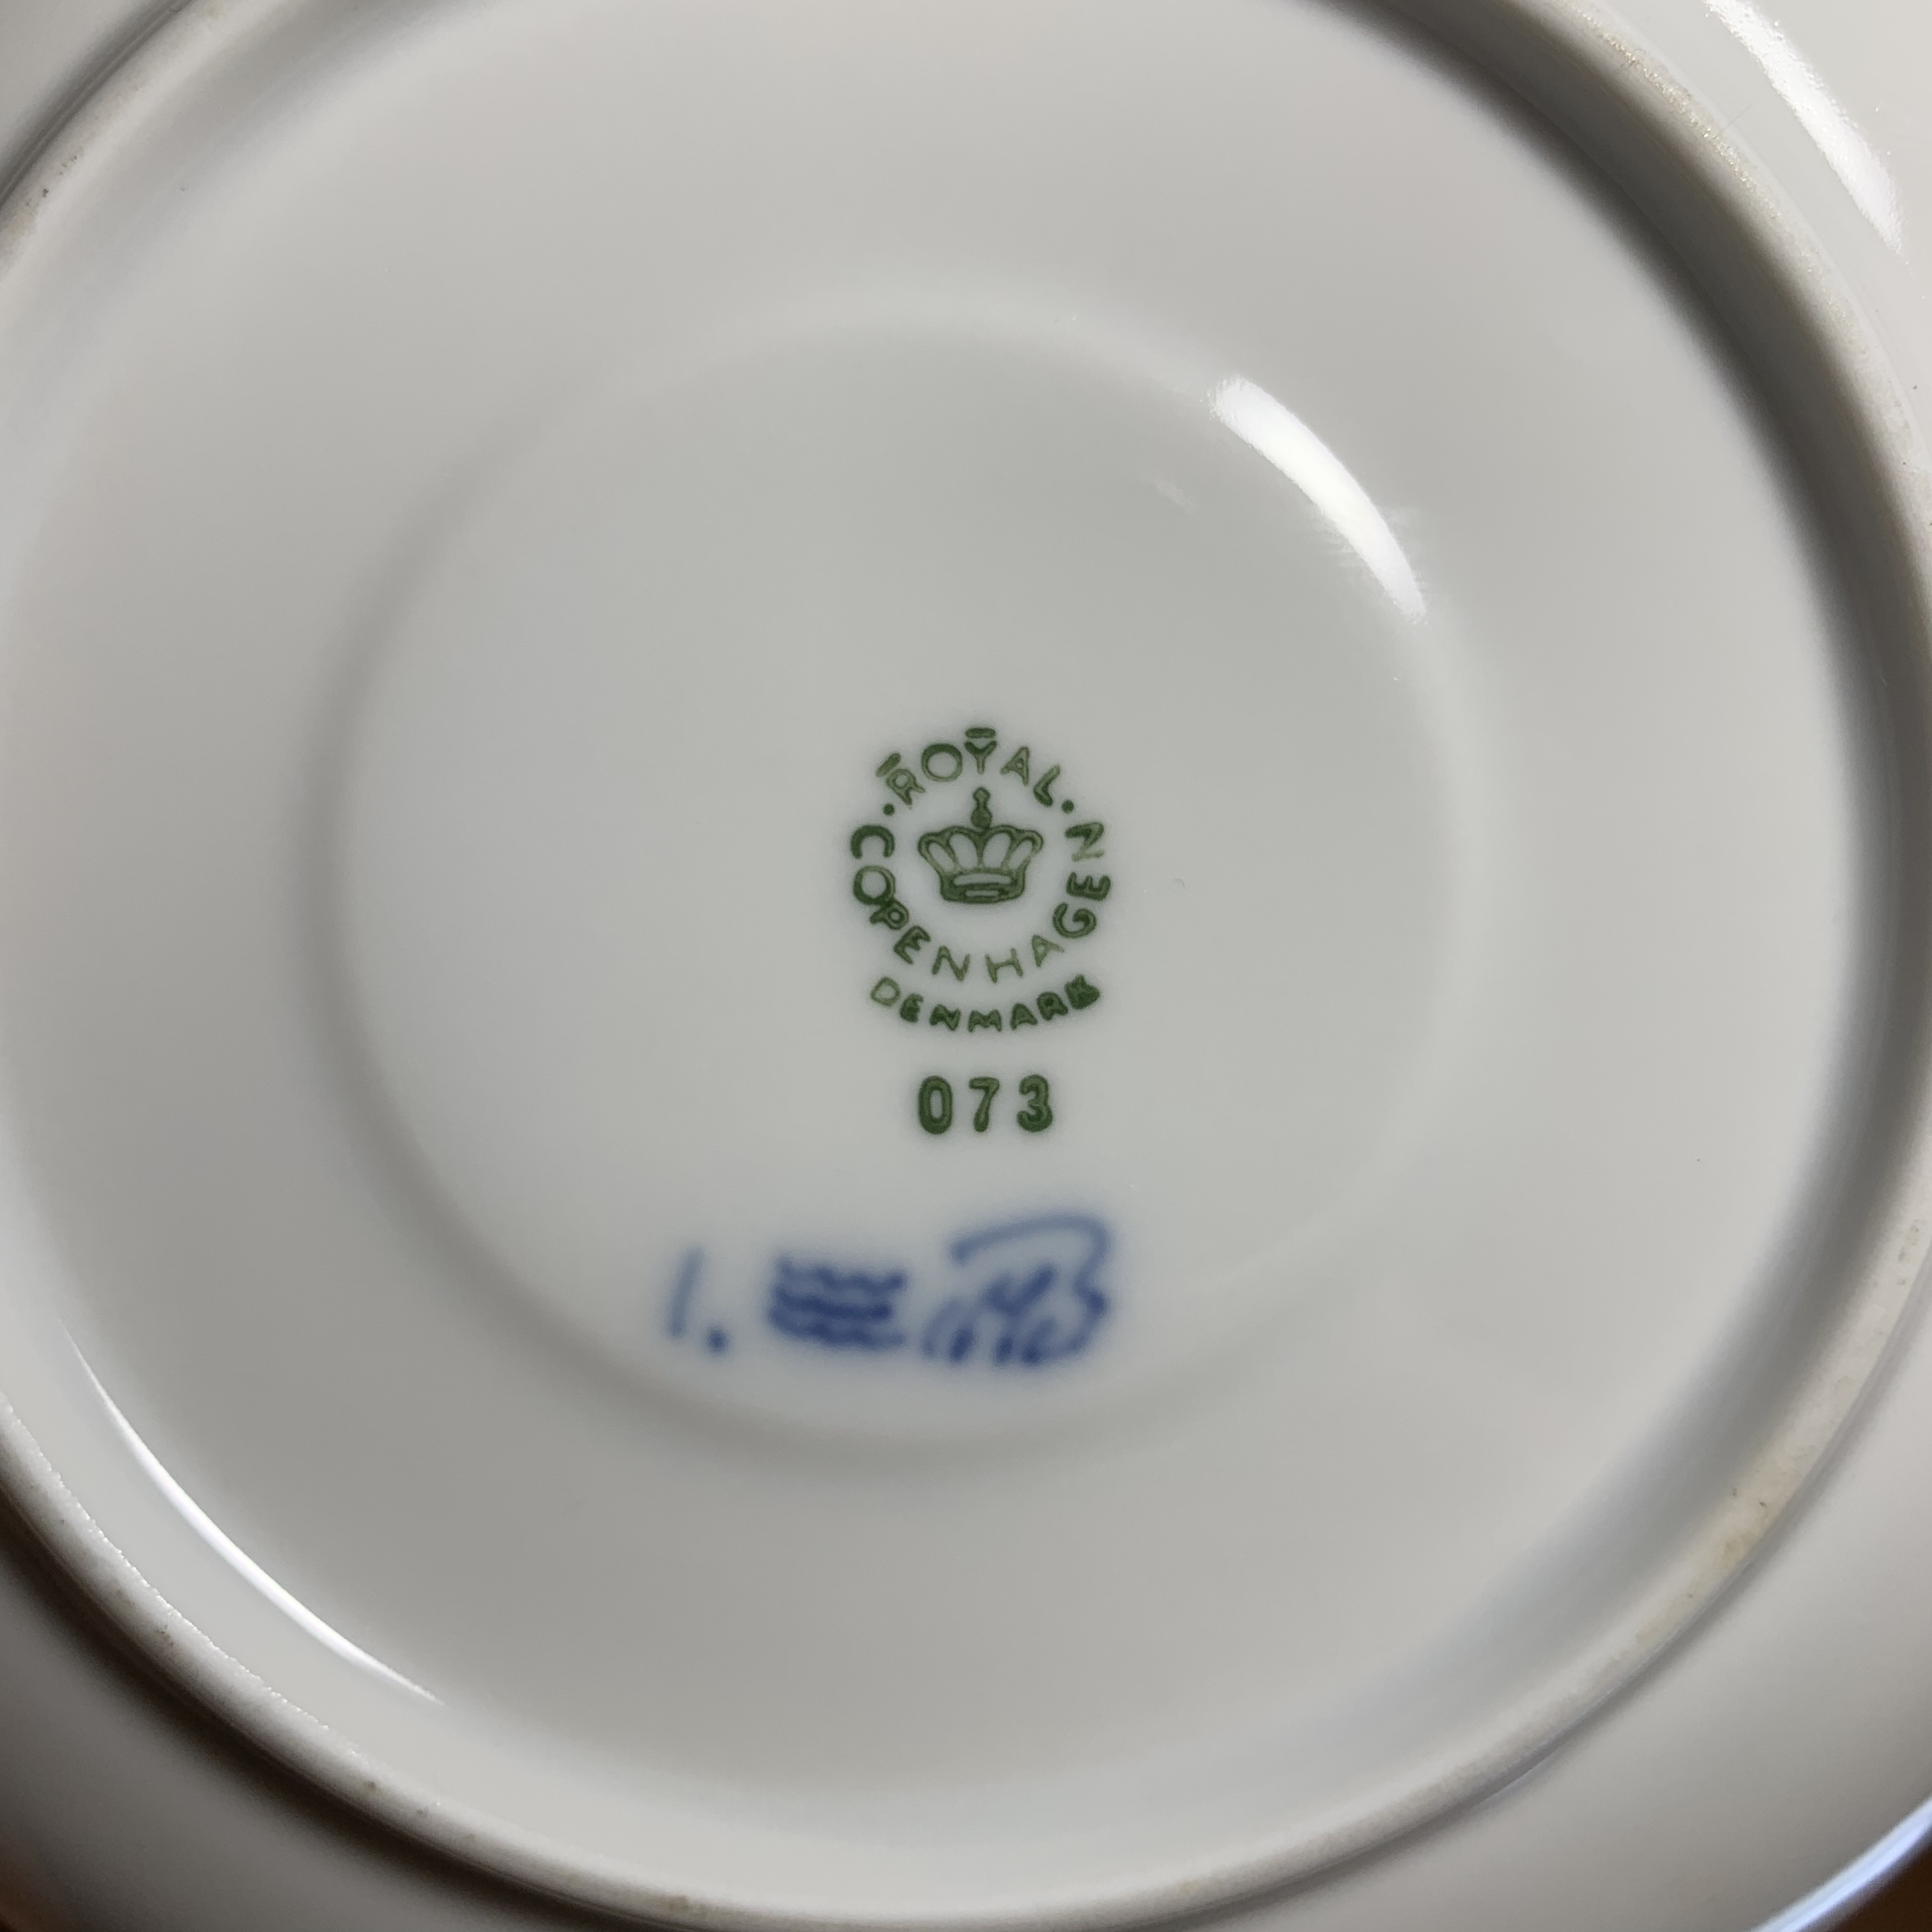 ROYAL
COPENHAGEN
DENMARK
073
1.